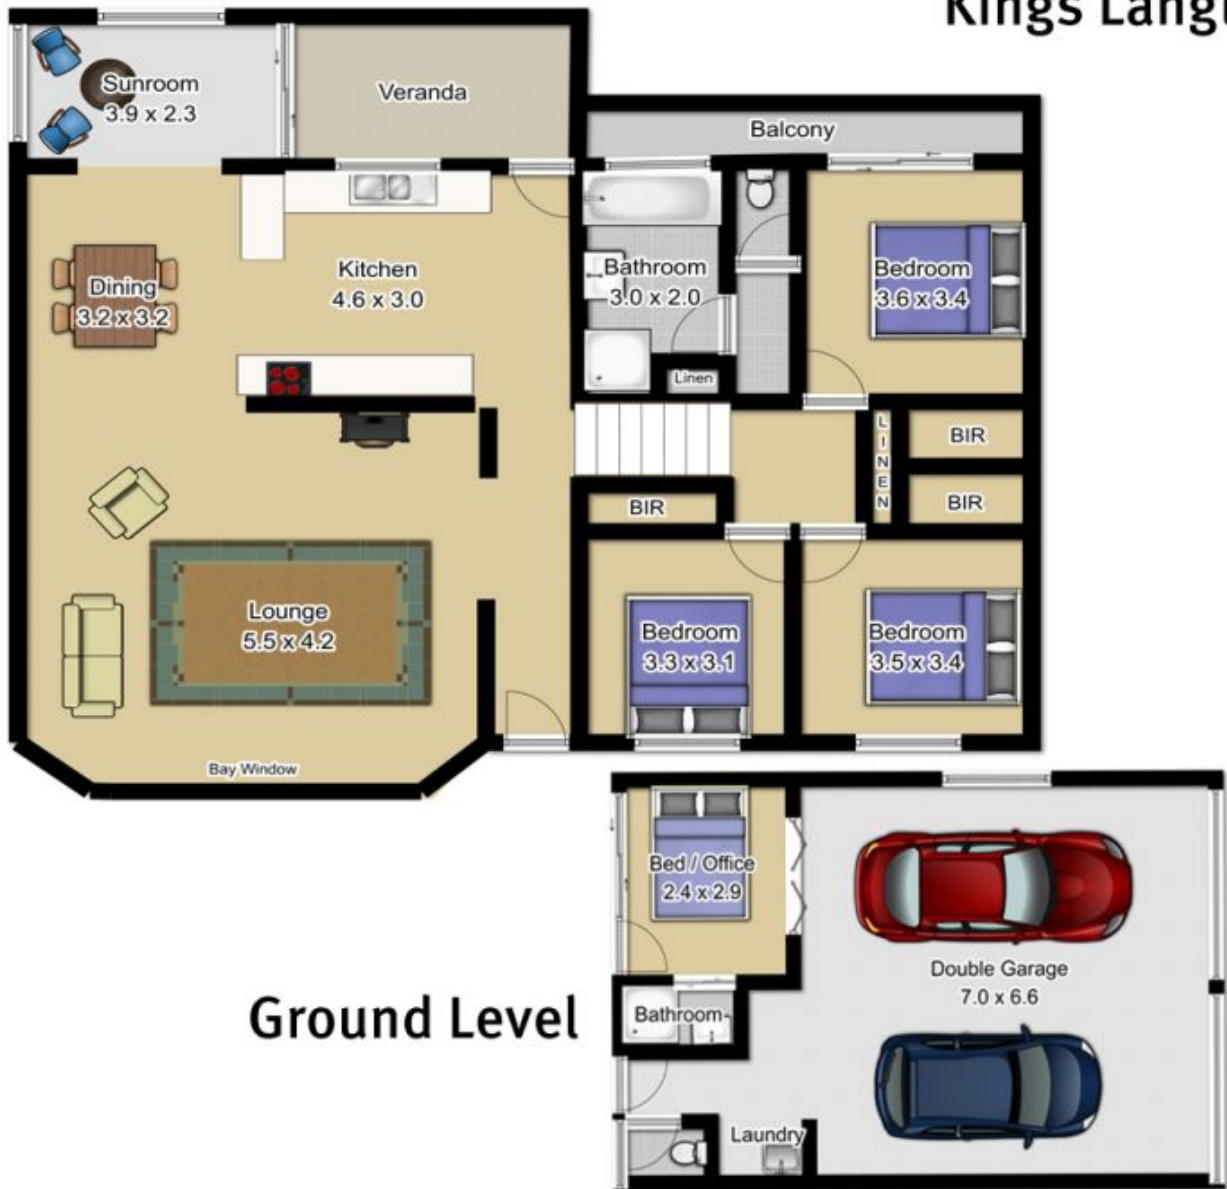 Kings Lang
Sunroom
3.9 x 2.3
Veranda
Balcony
Dining
3.2 x 3.2
Kitchen
4.6 x 3.0
Bathroom
3.0 x 2.0
Linen
Bedroom
3.6 x 3.4
LINEN
BIR
BIR
BIR
Lounge
5.5 x 4.2
Bedroom
3.3 x 3.1
Bedroom
3.5 x 3.4
Bay Window
Bed / Office
2.4 x 2.9
Double Garage
7.0 x 6.6
Ground Level
Bathroom
Laundry